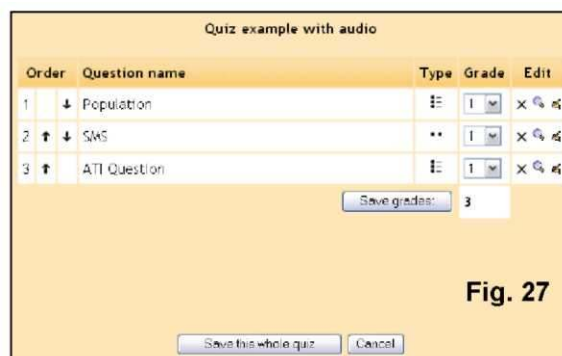 Quiz example with audio
Order Question name Type Grade Edit
1 Population 1
2 SMS 1
3 ATI Question 1
Save grades: 3
Fig. 27
Save this whole quiz Cancel